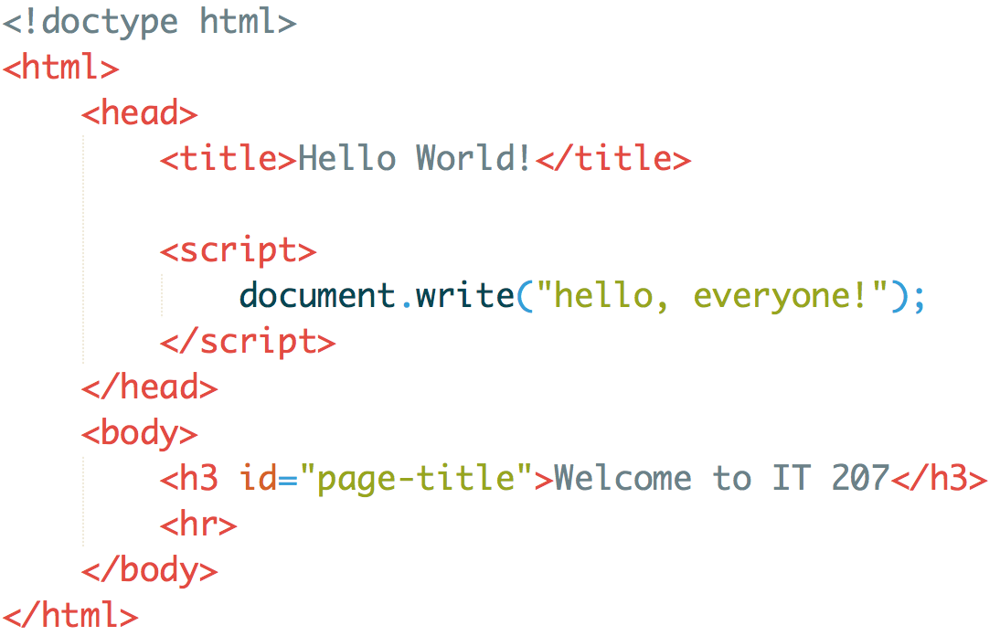 <!doctype html>
<html>
    <head>
        <title>Hello World!</title>

        <script>
            document.write("hello, everyone!");
        </script>
    </head>
    <body>
        <h3 id="page-title">Welcome to IT 207</h3>
        <hr>
    </body>
</html>